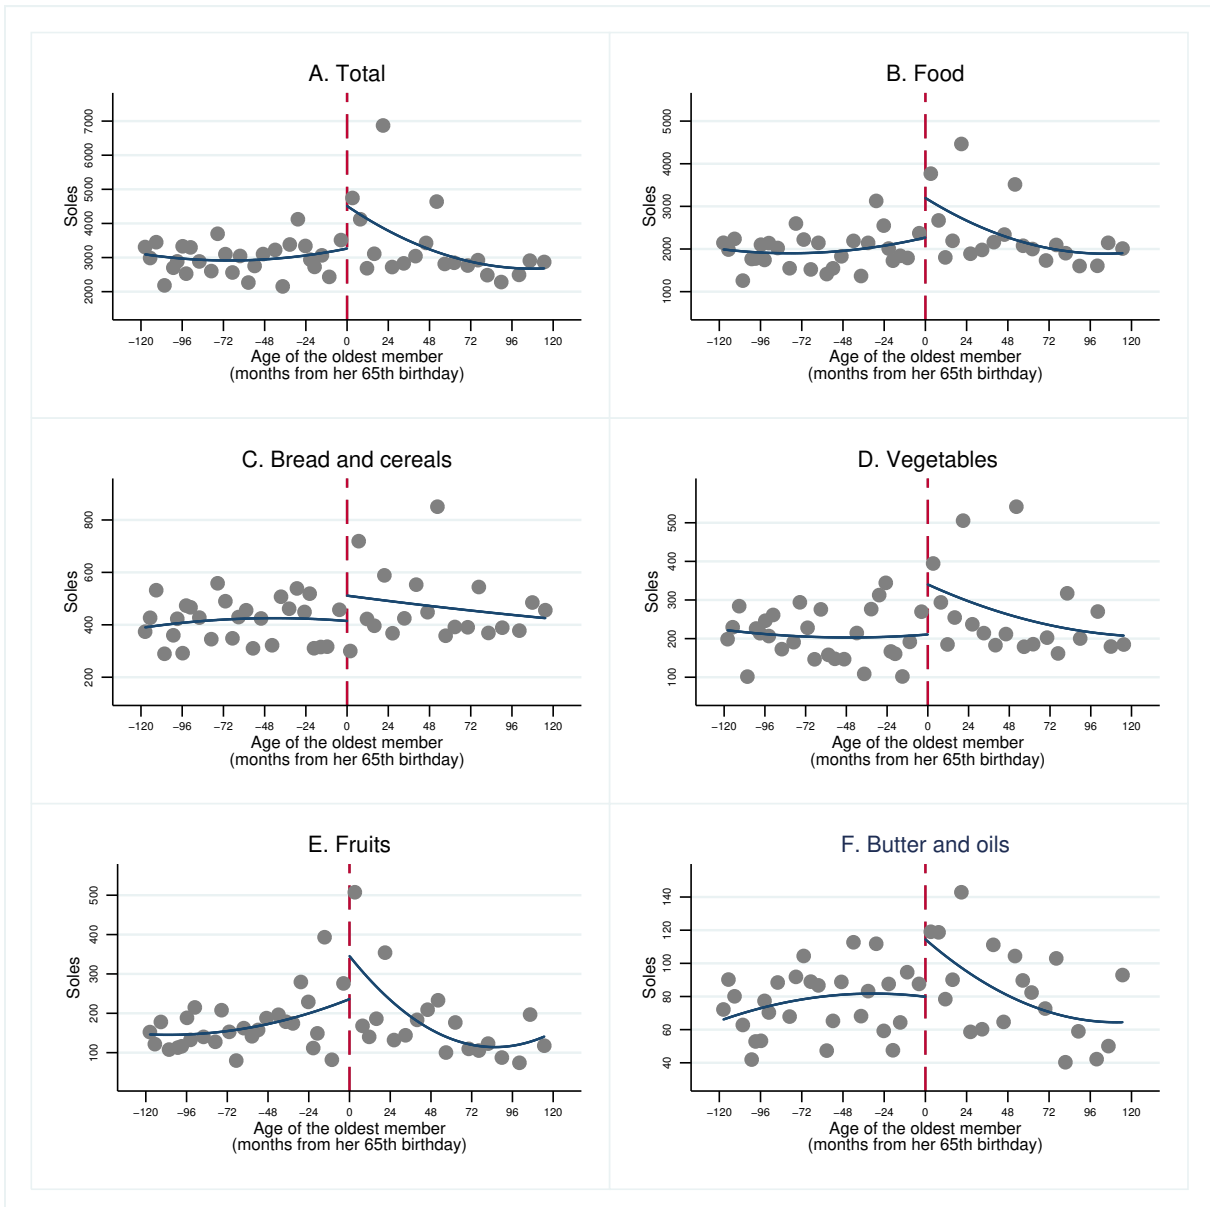 A. Total
Soles
7000
6000
5000
4000
3000
2000
−120 −96 −72 −48 −24 0 24 48 72 96 120
Age of the oldest member
(months from her 65th birthday)
B. Food
Soles
5000
4000
3000
2000
1000
−120 −96 −72 −48 −24 0 24 48 72 96 120
Age of the oldest member
(months from her 65th birthday)
C. Bread and cereals
Soles
800
600
400
200
−120 −96 −72 −48 −24 0 24 48 72 96 120
Age of the oldest member
(months from her 65th birthday)
D. Vegetables
Soles
500
400
300
200
100
−120 −96 −72 −48 −24 0 24 48 72 96 120
Age of the oldest member
(months from her 65th birthday)
E. Fruits
Soles
500
400
300
200
100
−120 −96 −72 −48 −24 0 24 48 72 96 120
Age of the oldest member
(months from her 65th birthday)
F. Butter and oils
Soles
140
120
100
80
60
40
−120 −96 −72 −48 −24 0 24 48 72 96 120
Age of the oldest member
(months from her 65th birthday)